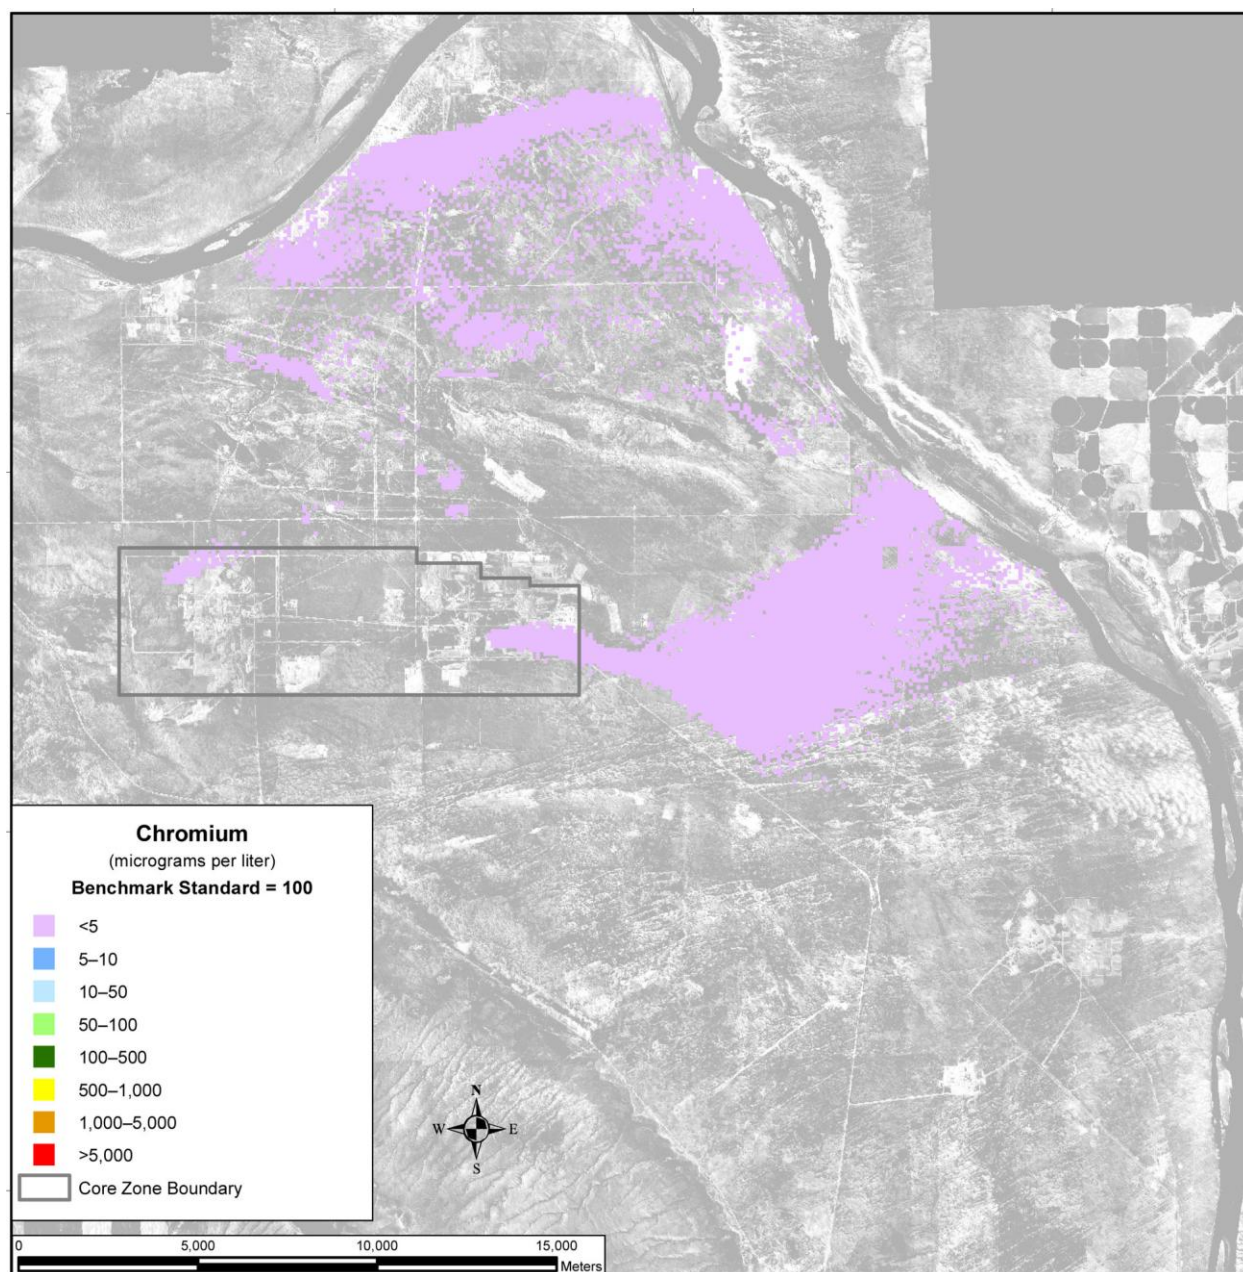 Chromium
(micrograms per liter)
Benchmark Standard = 100
<5
5–10
10–50
50–100
100–500
500–1,000
1,000–5,000
>5,000
Core Zone Boundary
N
W E
S
0 5,000 10,000 15,000
Meters